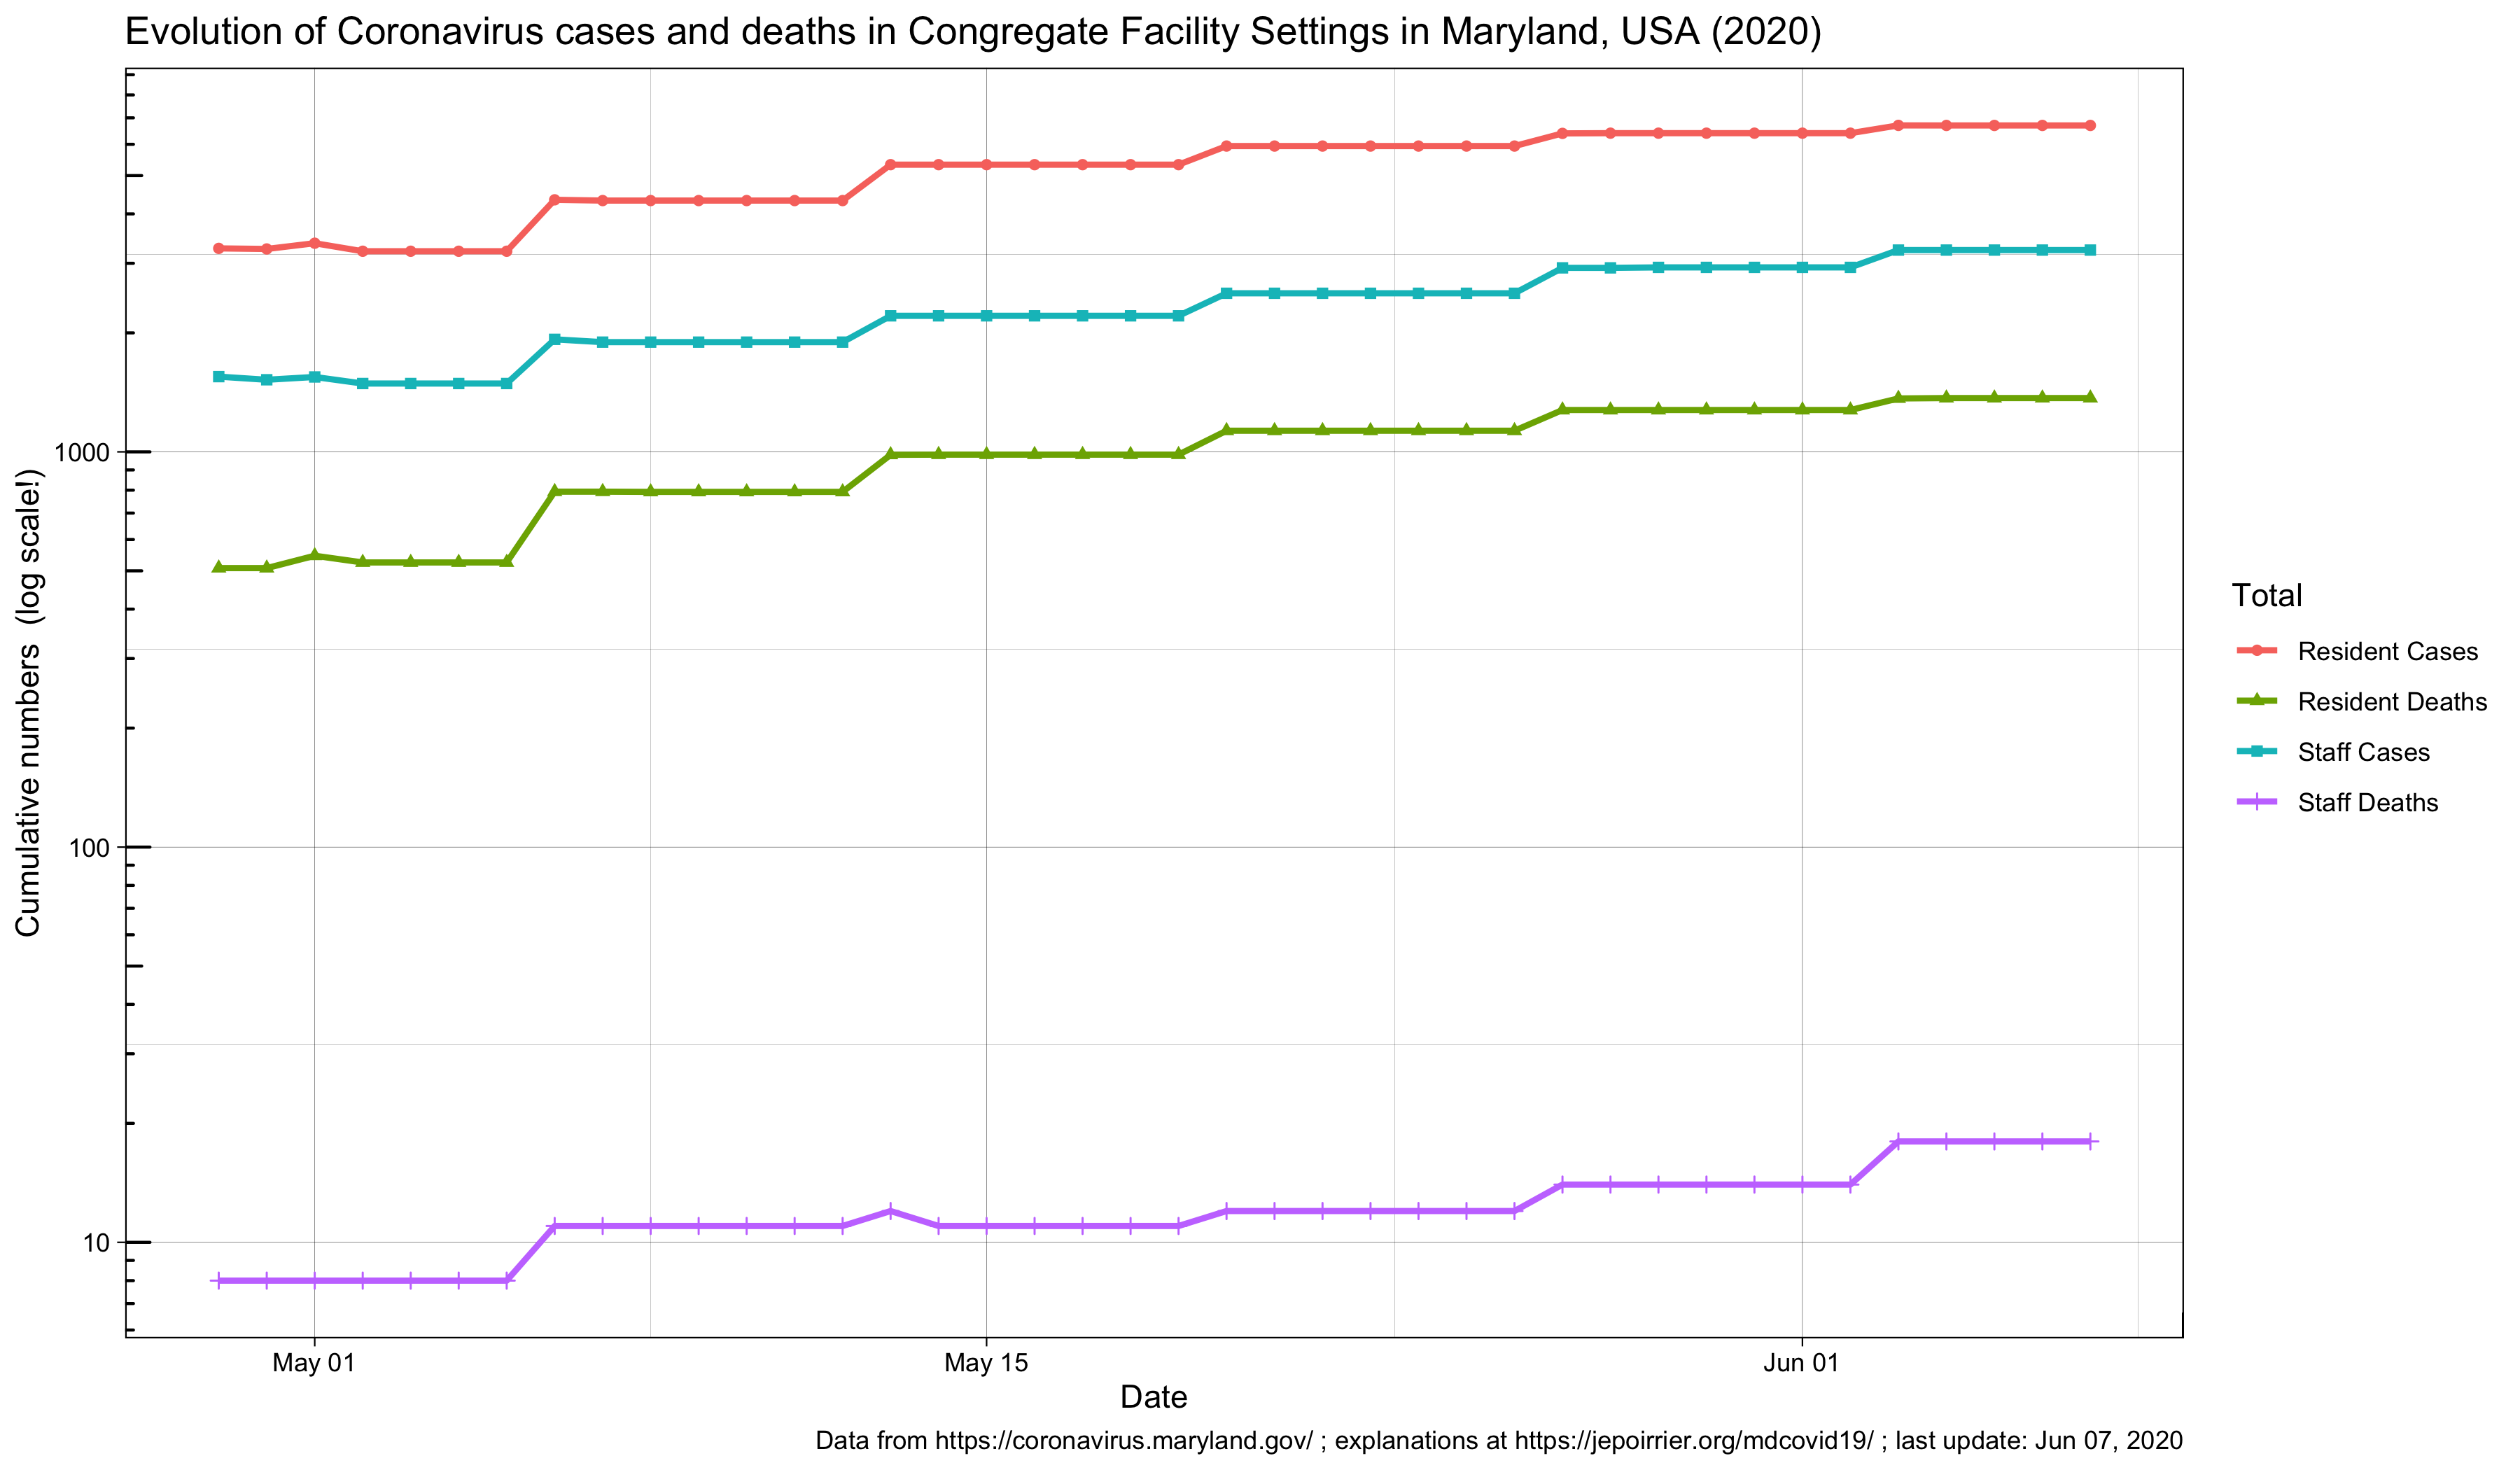 Evolution of Coronavirus cases and deaths in Congregate Facility Settings in Maryland, USA (2020)
Cumulative numbers  (log scale!)
1000
100
10
May 01
May 15
Jun 01
Date
Total
Resident Cases
Resident Deaths
Staff Cases
Staff Deaths
Data from https://coronavirus.maryland.gov/ ; explanations at https://jepoirrier.org/mdcovid19/ ; last update: Jun 07, 2020